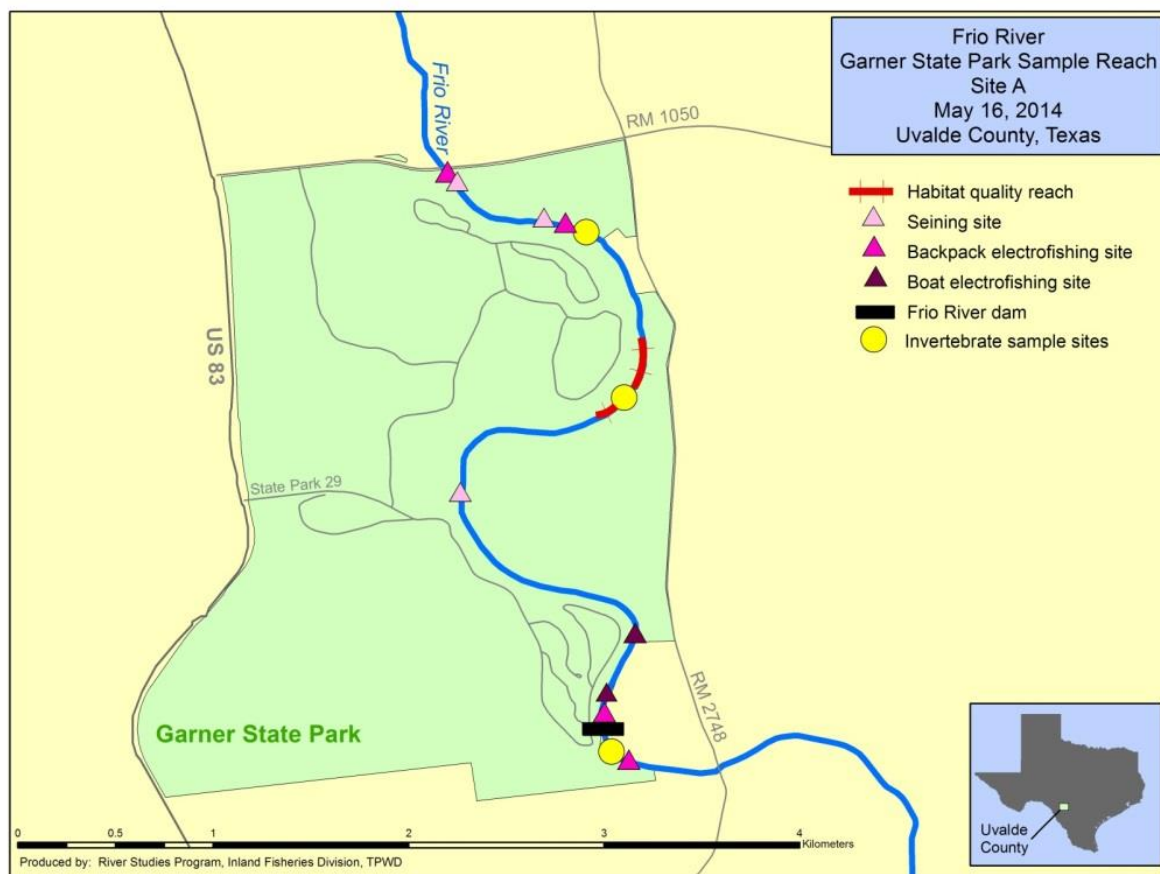 Frio River
Garner State Park Sample Reach
Site A
May 16, 2014
Uvalde County, Texas
Habitat quality reach
Seining site
Backpack electrofishing site
Boat electrofishing site
Frio River dam
Invertebrate sample sites
Frio River
RM 1050
US 83
State Park 29
RM 2748
Garner State Park
Uvalde
County
0 0.5 1 2 3 4
Kilometers
Produced by: River Studies Program, Inland Fisheries Division, TPWD